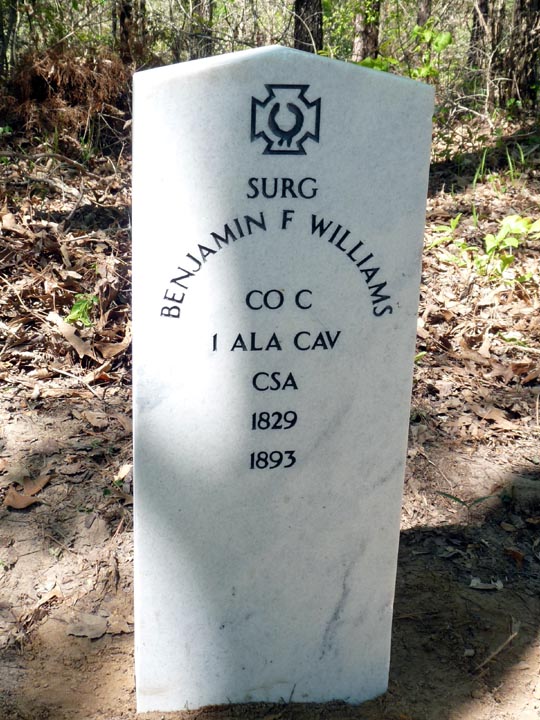 SURG
BENJAMIN F WILLIAMS
CO C
1 ALA CAV
CSA
1829
1893